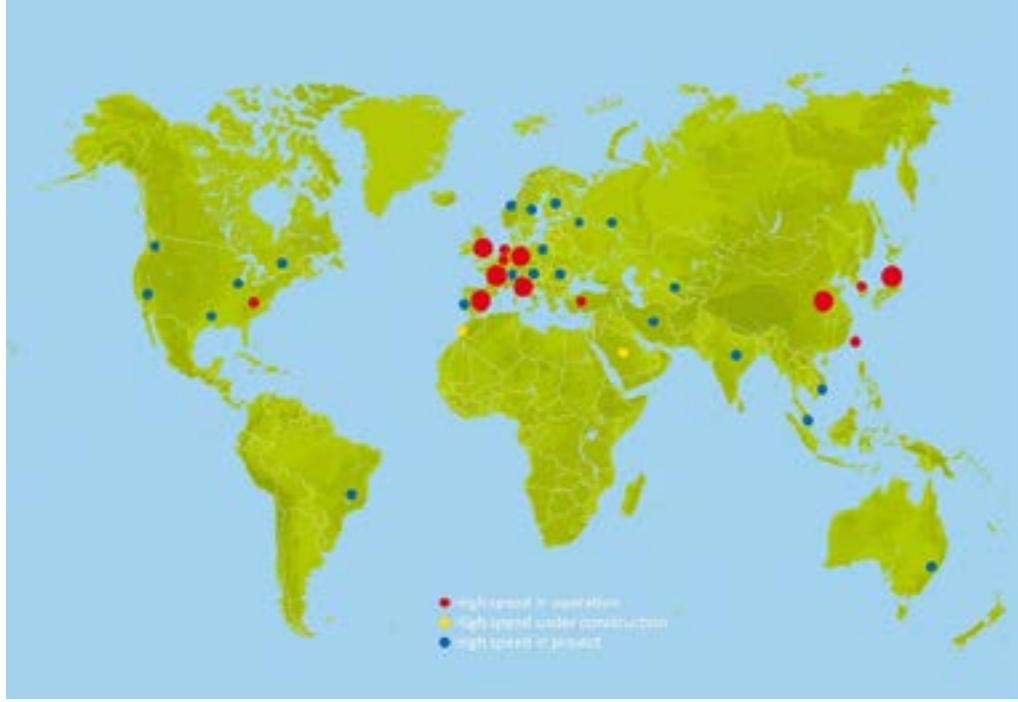 High speed in operation
High speed under construction
High speed in project